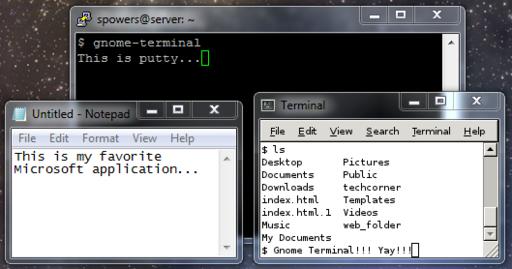 spowers@server: ~
$ gnome-terminal
This is putty...
Untitled - Notepad
File Edit Format View Help
This is my favorite
Microsoft application...
Terminal
File Edit View Search Terminal Help
$ ls
Desktop Pictures
Documents Public
Downloads techcorner
index.html Templates
index.html.1 Videos
Music web_folder
My Documents
$ Gnome Terminal!!! Yay!!!